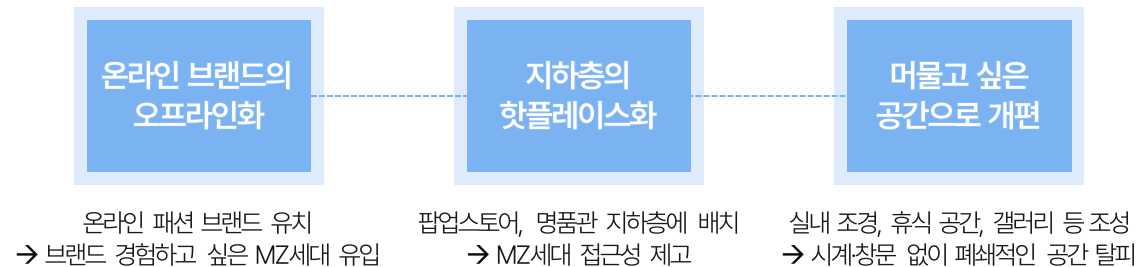 온라인 브랜드의
오프라인화
지하층의
핫플레이스화
머물고 싶은
공간으로 개편
온라인 패션 브랜드 유치
→ 브랜드 경험하고 싶은 MZ세대 유입
팝업스토어, 명품관 지하층에 배치
→ MZ세대 접근성 제고
실내 조경, 휴식 공간, 갤러리 등 조성
→ 시계·창문 없이 폐쇄적인 공간 탈피